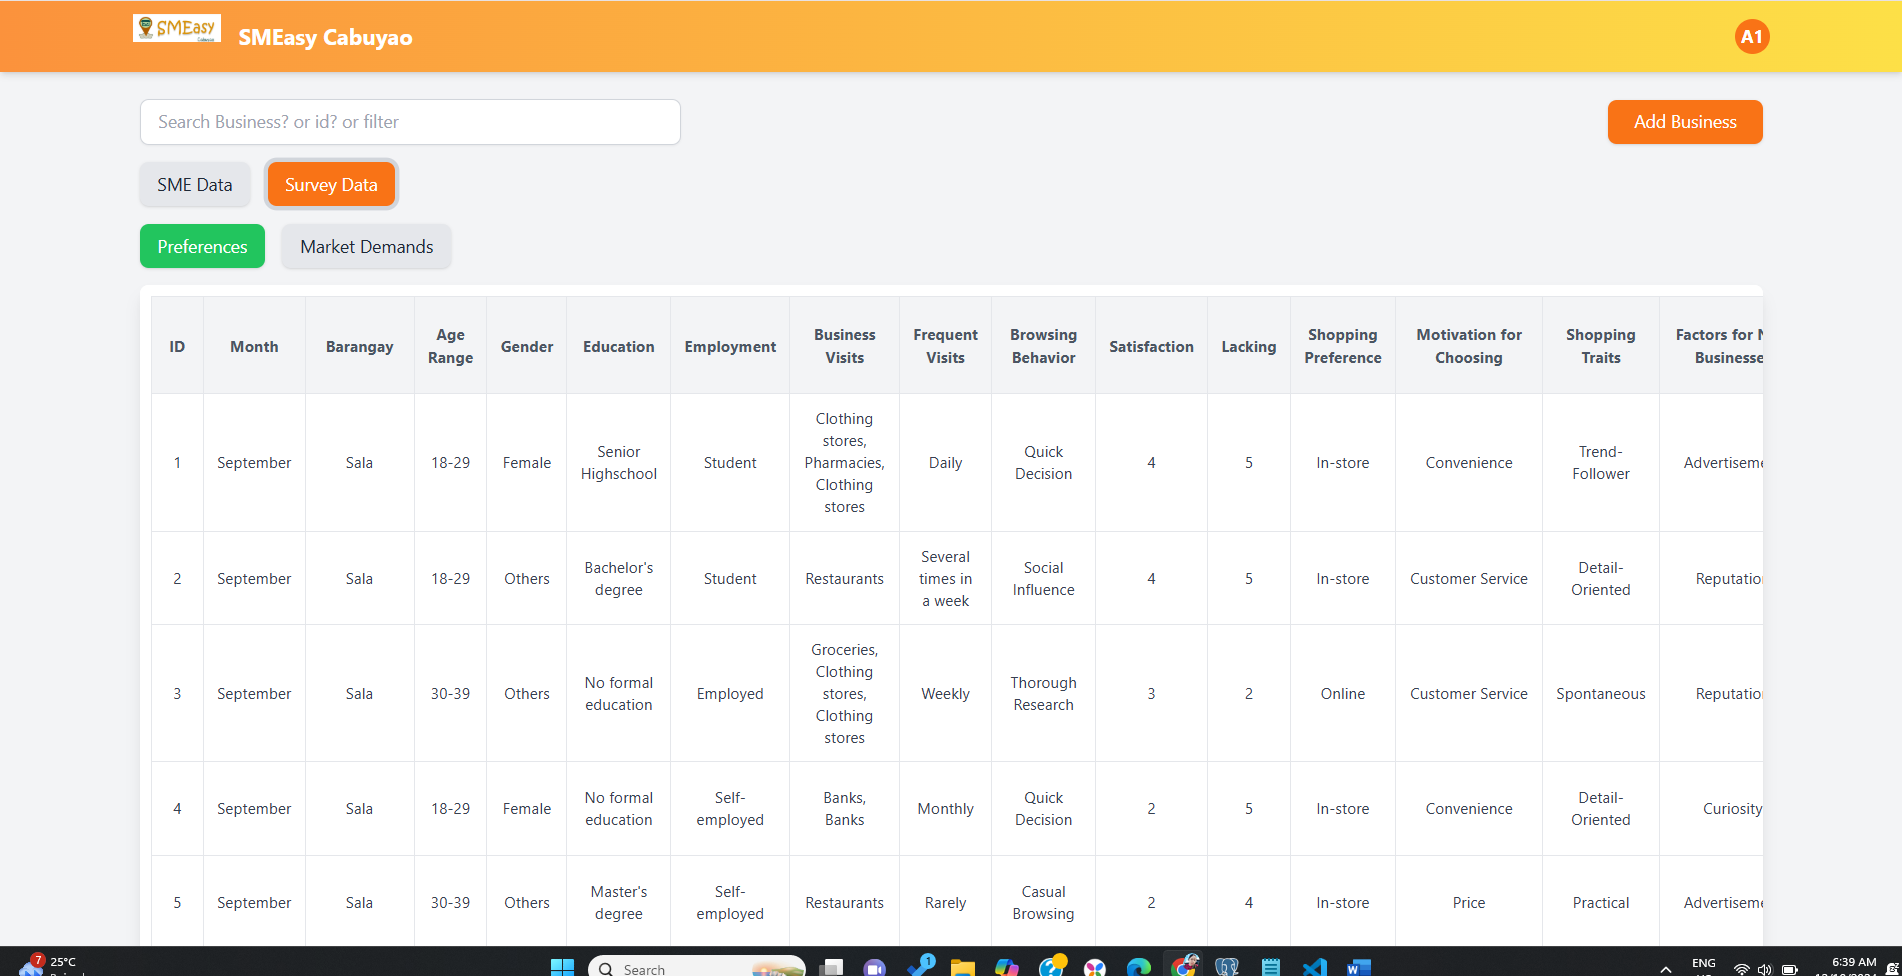 SMEasy
SMEasy Cabuyao
A1
Search Business? or id? or filter
Add Business
SME Data
Survey Data
Preferences
Market Demands
ID
Month
Barangay
Age
Range
Gender
Education
Employment
Business
Visits
Frequent
Visits
Browsing
Behavior
Satisfaction
Lacking
Shopping
Preference
Motivation for
Choosing
Shopping
Traits
Factors for N
Businesse
1
September
Sala
18-29
Female
Senior
Highschool
Student
Clothing
stores,
Pharmacies,
Clothing
stores
Daily
Quick
Decision
4
5
In-store
Convenience
Trend-
Follower
Advertiseme
2
September
Sala
18-29
Others
Bachelor's
degree
Student
Restaurants
Several
times in
a week
Social
Influence
4
5
In-store
Customer Service
Detail-
Oriented
Reputatio
3
September
Sala
30-39
Others
No formal
education
Employed
Groceries,
Clothing
stores,
Clothing
stores
Weekly
Thorough
Research
3
2
Online
Customer Service
Spontaneous
Reputatio
4
September
Sala
18-29
Female
No formal
education
Self-
employed
Banks,
Banks
Monthly
Quick
Decision
2
5
In-store
Convenience
Detail-
Oriented
Curiosity
5
September
Sala
30-39
Others
Master's
degree
Self-
employed
Restaurants
Rarely
Casual
Browsing
2
4
In-store
Price
Practical
Advertiseme
7
25°C
Search
1
ENG
6:39 AM